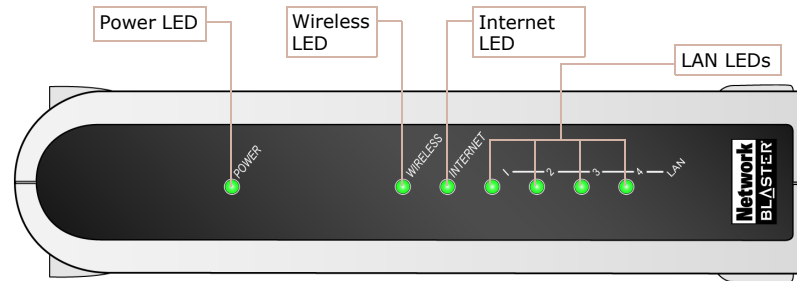 Power LED
Wireless
LED
Internet
LED
LAN LEDs
POWER
WIRELESS
INTERNET
1 2 3 4 LAN
Network
BLASTER